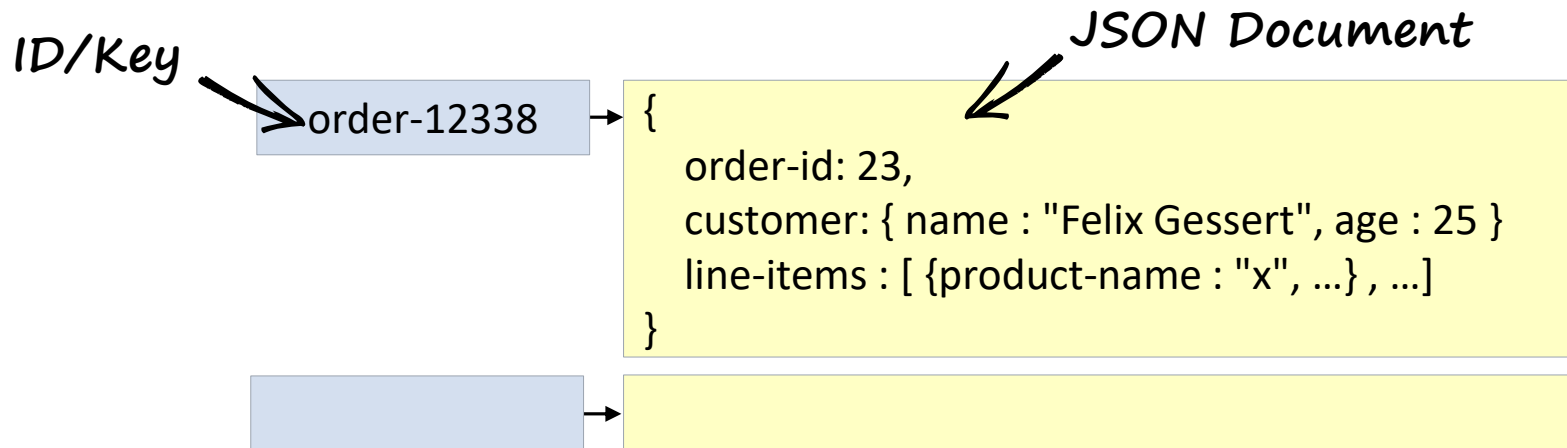 ID/Key
JSON Document
order-12338
{
order-id: 23,
customer: { name : "Felix Gessert", age : 25 }
line-items : [ {product-name : "x", …} , …]
}